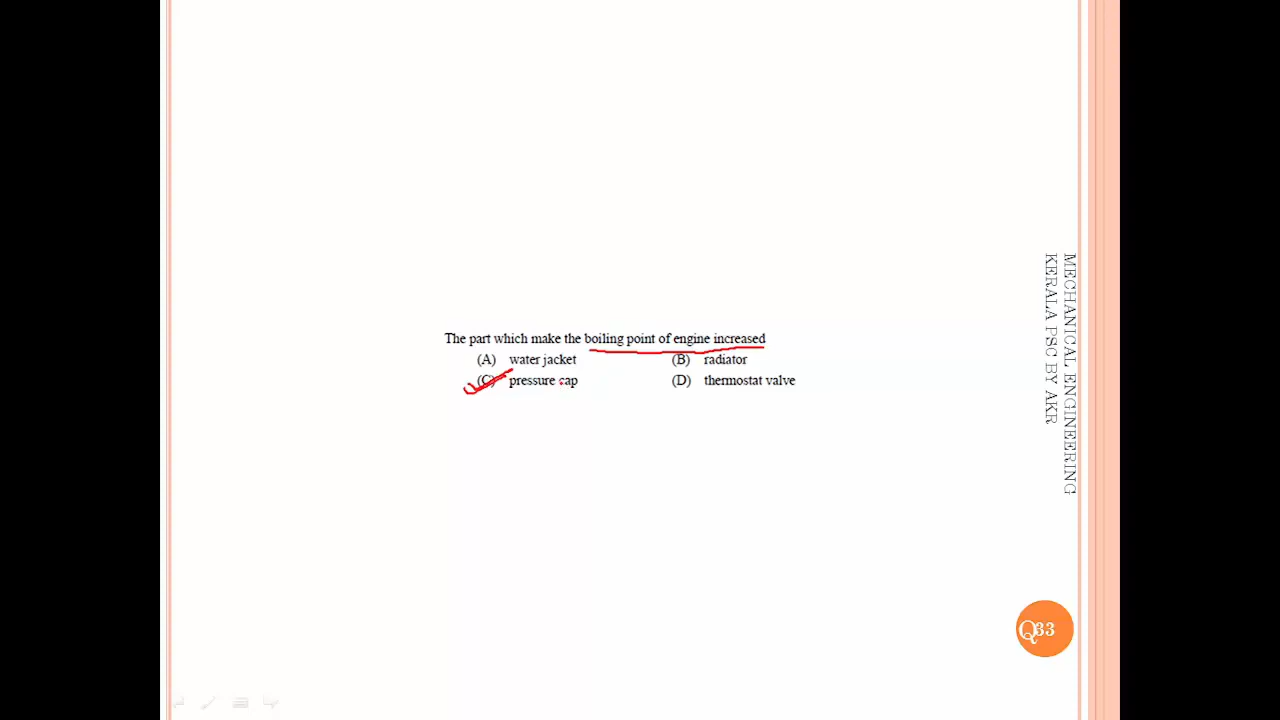 The part which make the boiling point of engine increased
(A) water jacket (B) radiator
(C) pressure cap (D) thermostat valve
MECHANICAL ENGINEERING
KERALA PSC BY AKR
Q33